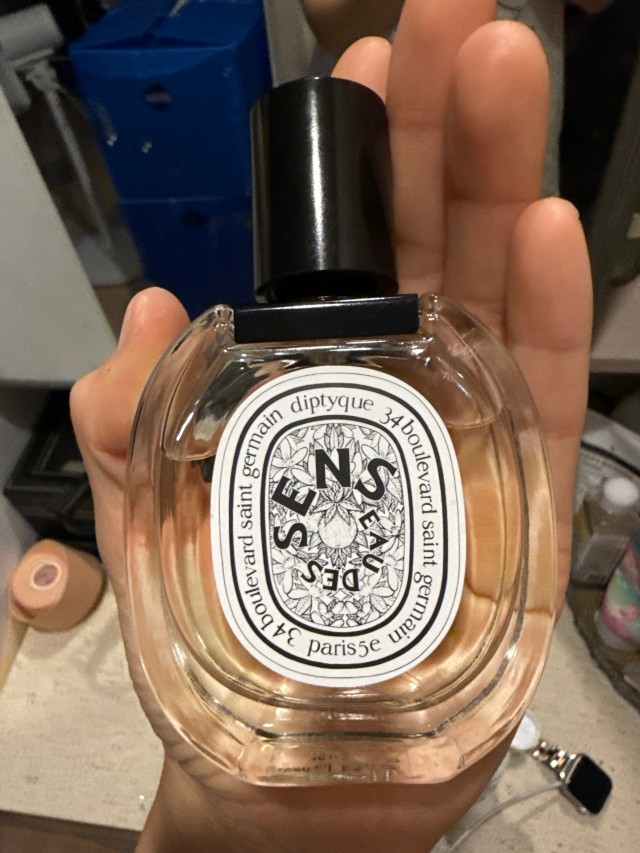 diptyque 34 boulevard saint germain paris5e 34 boulevard saint germain
SENS
EAU DES